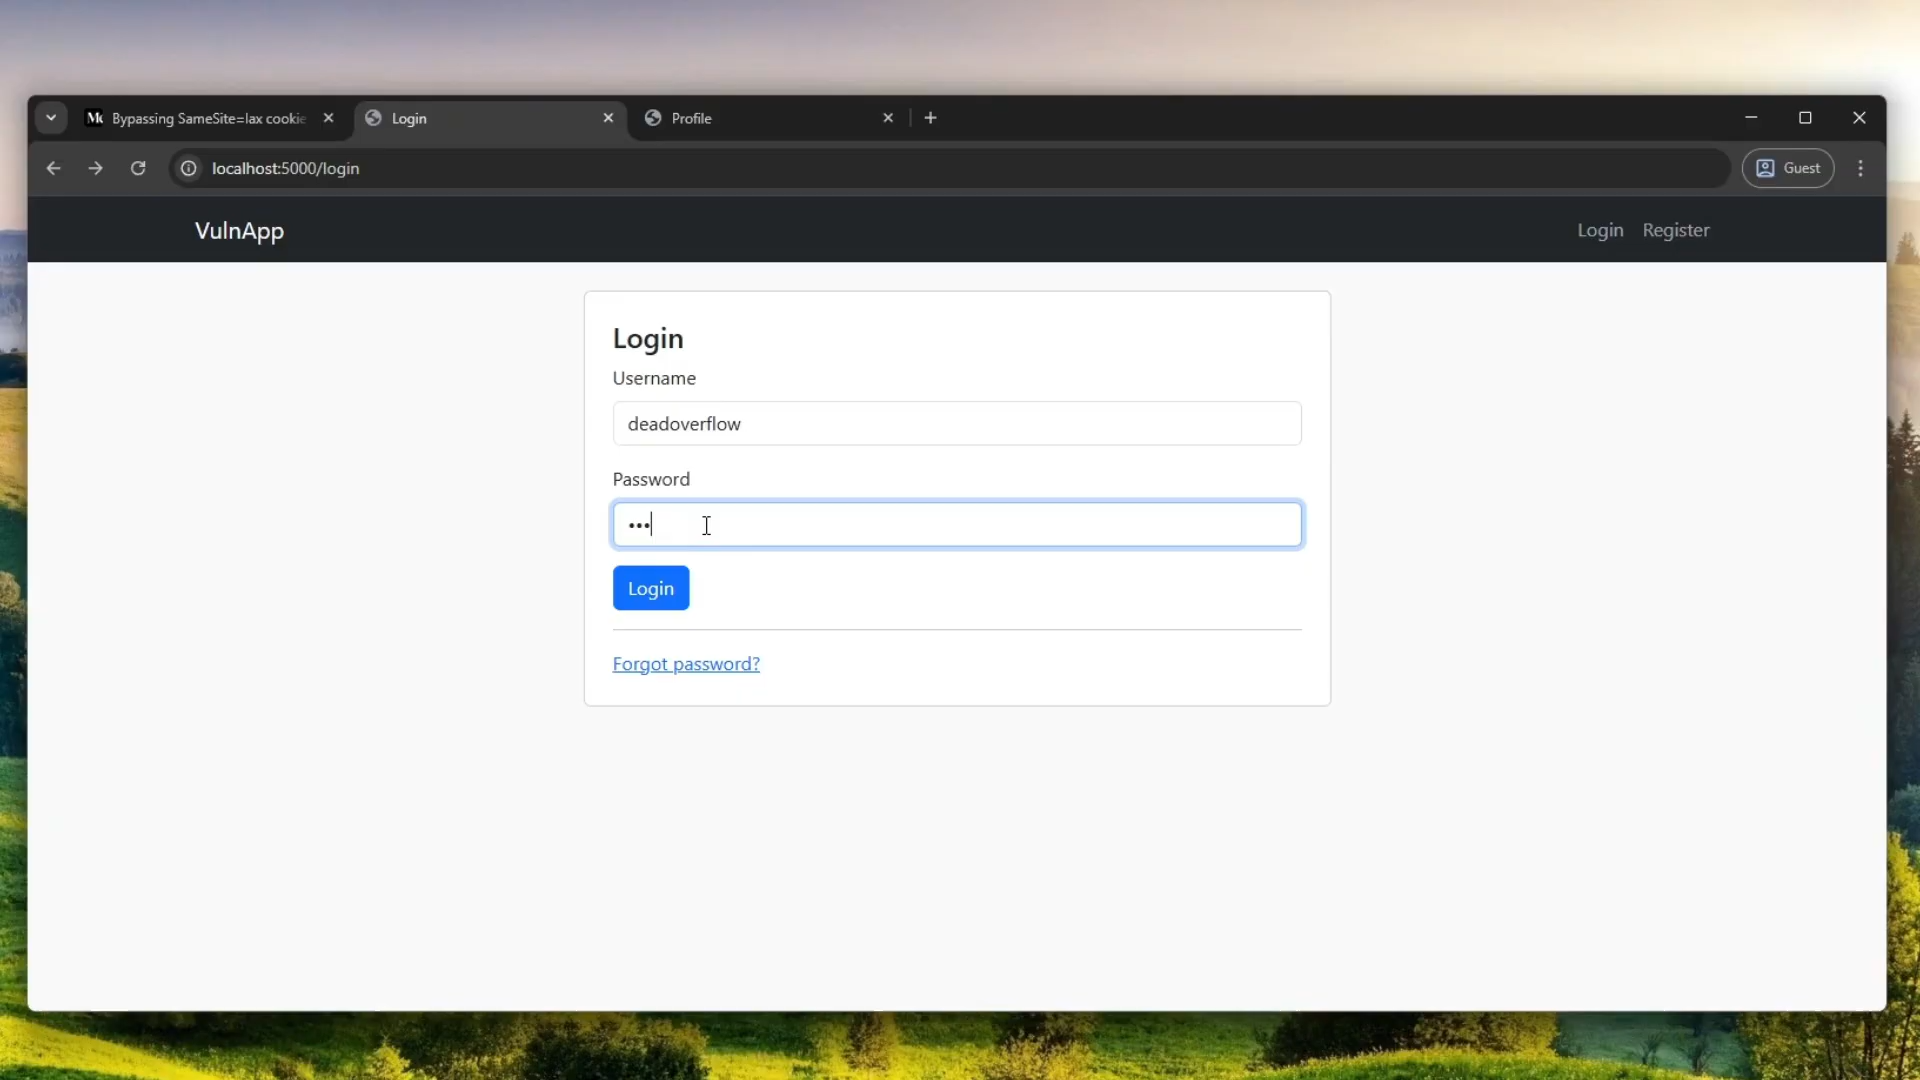 Bypassing SameSite=lax cookie
Login
Profile
localhost:5000/login
Guest
VulnApp
Login
Register
Login
Username
deadoverflow
Password
•••
Login
Forgot password?